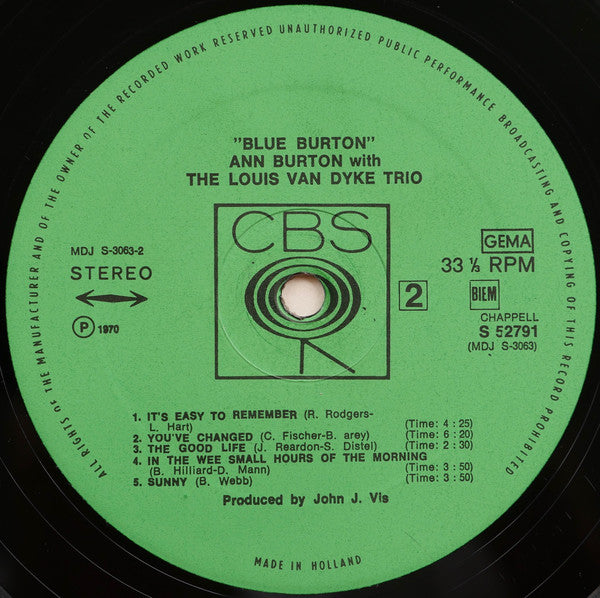 ALL RIGHTS OF THE MANUFACTURER AND OF THE OWNER OF THE RECORDED WORK RESERVED UNAUTHORIZED PUBLIC PERFORMANCE BROADCASTING AND COPYING OF THIS RECORD PROHIBITED
"BLUE BURTON"
ANN BURTON with
THE LOUIS VAN DYKE TRIO
CBS
MDJ S-3063-2
STEREO
P 1970
GEMA
33 ⅓ RPM
2 BIEM
CHAPPELL
S 52791
(MDJ S-3063)
1. IT'S EASY TO REMEMBER (R. Rodgers-
L. Hart) (Time: 4 : 25)
2. YOU'VE CHANGED (C. Fischer-B. arey) (Time: 6 : 20)
3. THE GOOD LIFE (J. Reardon-S. Distel) (Time: 2 : 30)
4. IN THE WEE SMALL HOURS OF THE MORNING
(B. Hilliard-D. Mann) (Time: 3 : 50)
5. SUNNY (B. Webb) (Time: 3 : 50)
Produced by John J. Vis
MADE IN HOLLAND